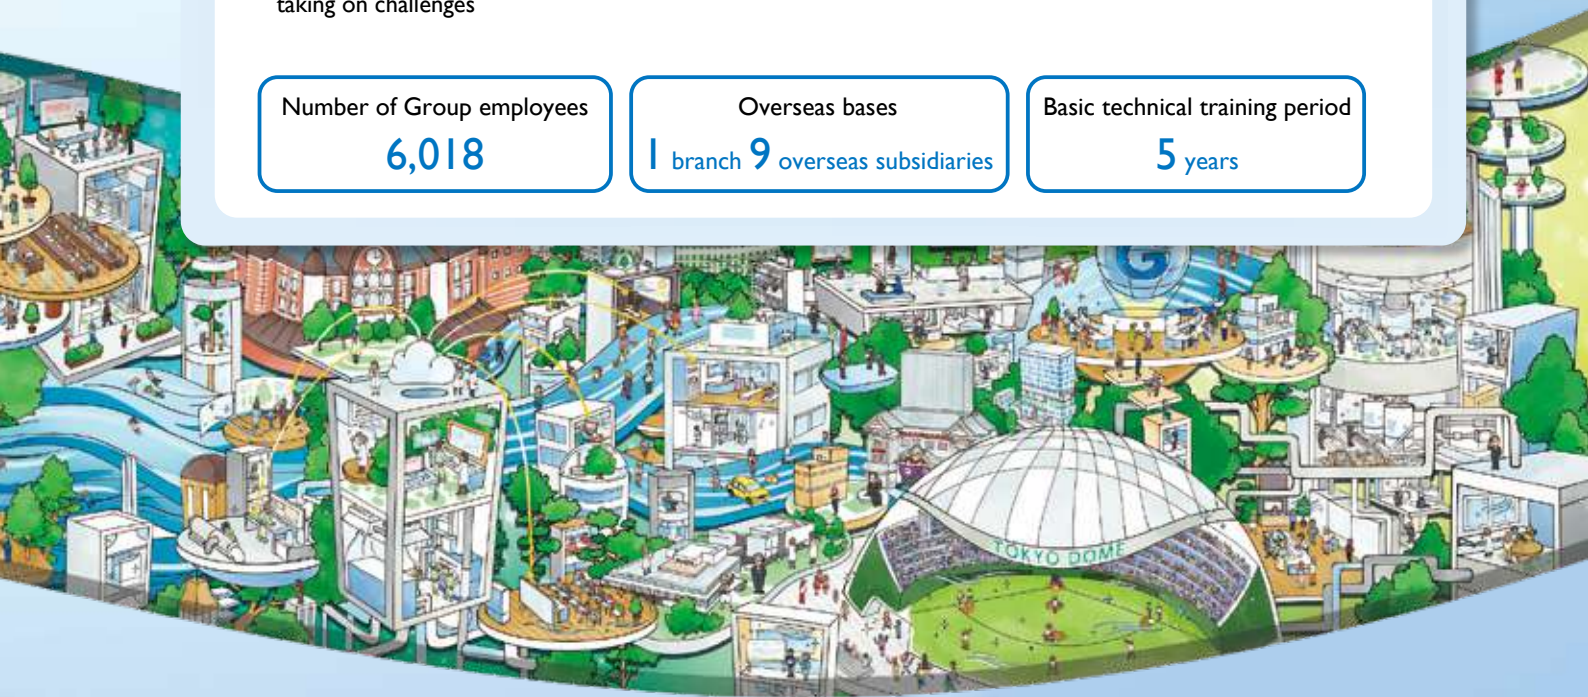 taking on challenges
Number of Group employees
6,018
Overseas bases
1 branch 9 overseas subsidiaries
Basic technical training period
5 years
G
TOKYO DOME